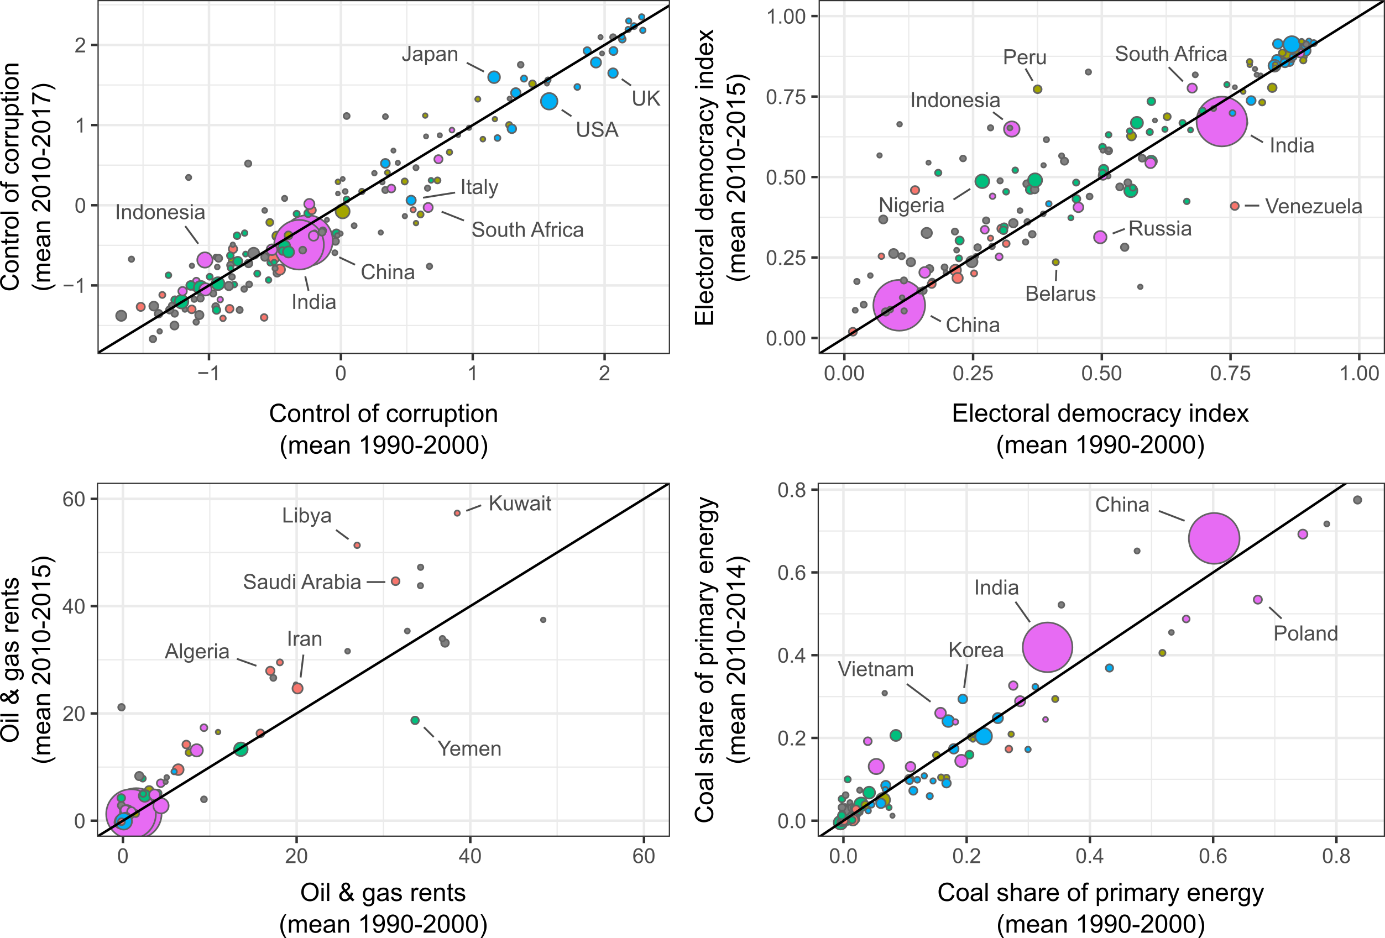 Control of corruption
(mean 2010-2017)
2
1
0
−1
Japan
UK
USA
Italy
Indonesia
South Africa
China
India
−1
0
1
2
Control of corruption
(mean 1990-2000)
Electoral democracy index
(mean 2010-2015)
1.00
0.75
0.50
0.25
0.00
Peru
South Africa
Indonesia
India
Nigeria
Venezuela
Russia
Belarus
China
0.00
0.25
0.50
0.75
1.00
Electoral democracy index
(mean 1990-2000)
Oil & gas rents
(mean 2010-2015)
60
40
20
0
Kuwait
Libya
Saudi Arabia
Iran
Algeria
Yemen
0
20
40
60
Oil & gas rents
(mean 1990-2000)
Coal share of primary energy
(mean 2010-2014)
0.8
0.6
0.4
0.2
0.0
China
India
Poland
Korea
Vietnam
0.0
0.2
0.4
0.6
0.8
Coal share of primary energy
(mean 1990-2000)